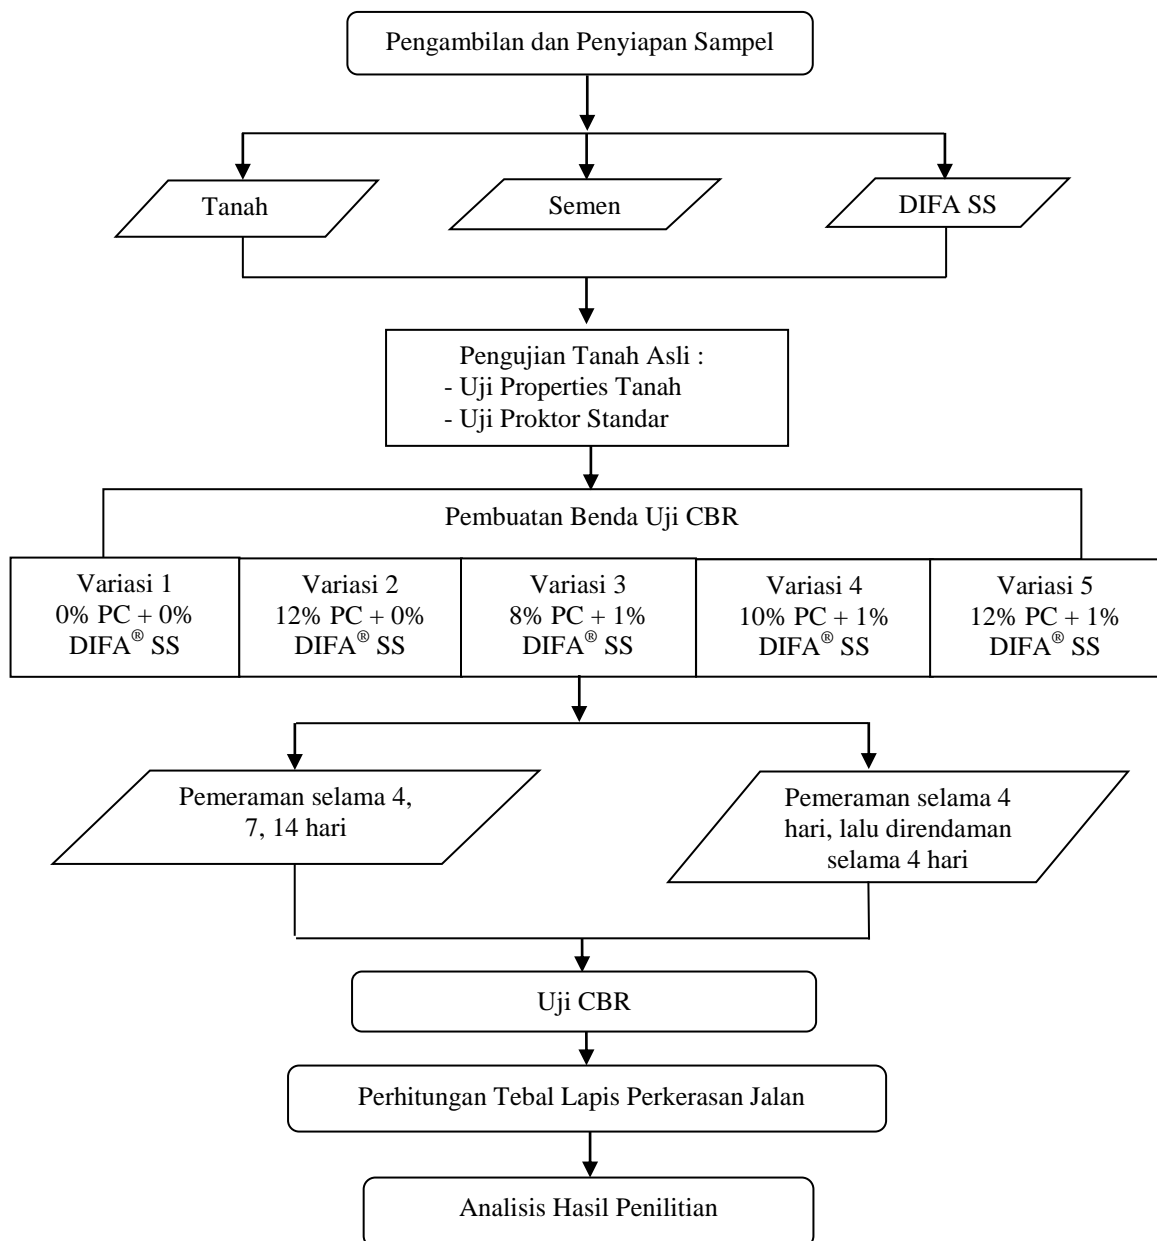 Pengambilan dan Penyiapan Sampel
Tanah
Semen
DIFA SS
Pengujian Tanah Asli :
- Uji Properties Tanah
- Uji Proktor Standar
Pembuatan Benda Uji CBR
Variasi 1
0% PC + 0%
DIFA® SS
Variasi 2
12% PC + 0%
DIFA® SS
Variasi 3
8% PC + 1%
DIFA® SS
Variasi 4
10% PC + 1%
DIFA® SS
Variasi 5
12% PC + 1%
DIFA® SS
Pemeraman selama 4,
7, 14 hari
Pemeraman selama 4
hari, lalu direndaman
selama 4 hari
Uji CBR
Perhitungan Tebal Lapis Perkerasan Jalan
Analisis Hasil Penilitian